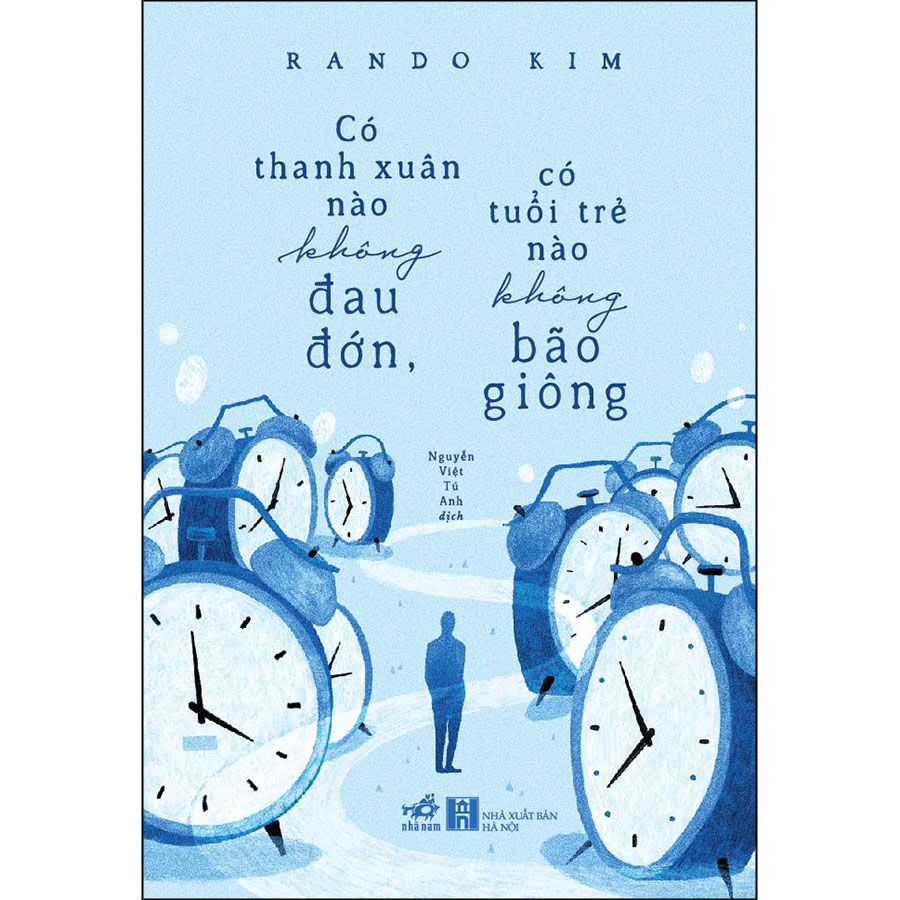 RANDO KIM
Có
thanh xuân
nào
không
đau
đớn,
có
tuổi trẻ
nào
không
bão
giông
Nguyễn
Việt
Tú
Anh
dịch
nhã nam
NHÀ XUẤT BẢN
HÀ NỘI